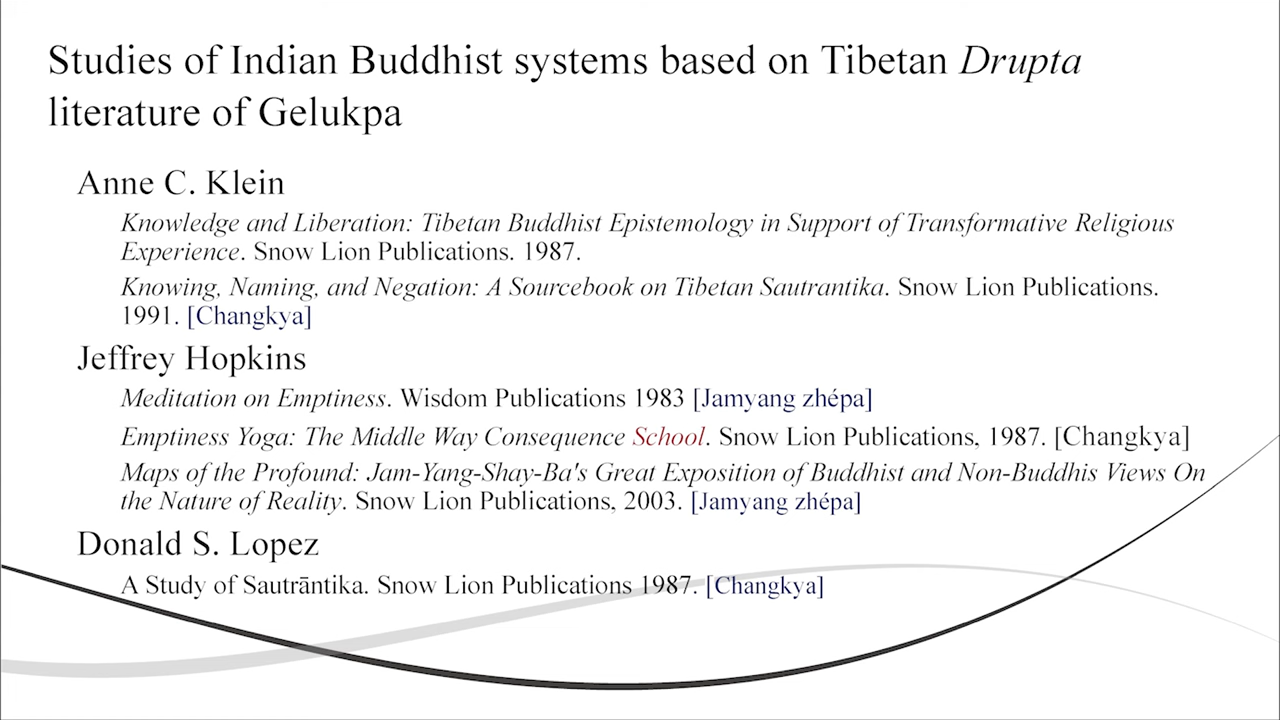 Studies of Indian Buddhist systems based on Tibetan Drupta
literature of Gelukpa
Anne C. Klein
Knowledge and Liberation: Tibetan Buddhist Epistemology in Support of Transformative Religious
Experience. Snow Lion Publications. 1987.
Knowing, Naming, and Negation: A Sourcebook on Tibetan Sautrantika. Snow Lion Publications.
1991. [Changkya]
Jeffrey Hopkins
Meditation on Emptiness. Wisdom Publications 1983 [Jamyang zhépa]
Emptiness Yoga: The Middle Way Consequence School. Snow Lion Publications, 1987. [Changkya]
Maps of the Profound: Jam-Yang-Shay-Ba's Great Exposition of Buddhist and Non-Buddhis Views On
the Nature of Reality. Snow Lion Publications, 2003. [Jamyang zhépa]
Donald S. Lopez
A Study of Sautrāntika. Snow Lion Publications 1987. [Changkya]